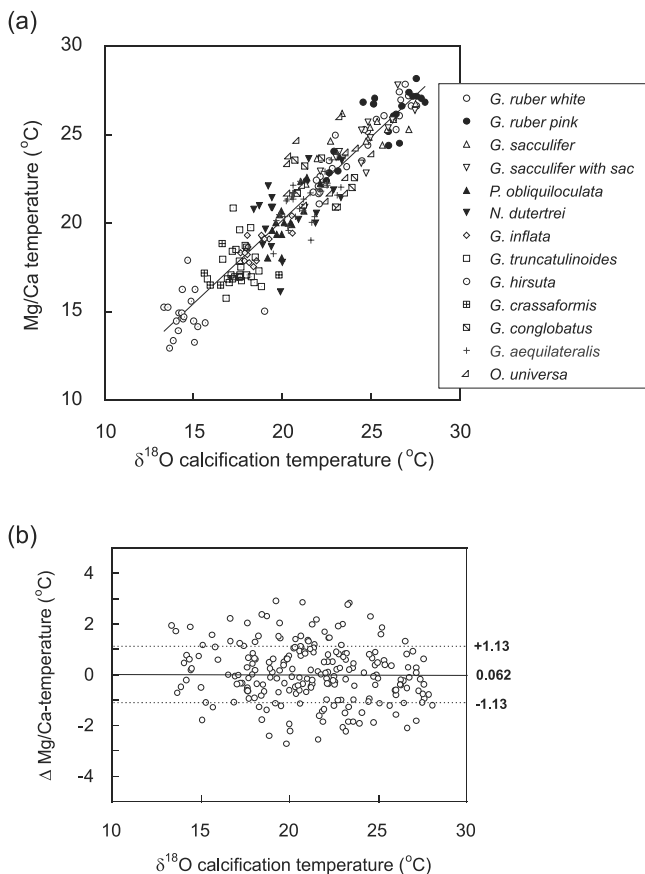 (a)
30
25
20
15
10
Mg/Ca temperature (°C)
10 15 20 25 30
δ¹⁸O calcification temperature (°C)
G. ruber white
G. ruber pink
G. sacculifer
G. sacculifer with sac
P. obliquiloculata
N. dutertrei
G. inflata
G. truncatulinoides
G. hirsuta
G. crassaformis
G. conglobatus
G. aequilateralis
O. universa
(b)
4
2
0
-2
-4
Δ Mg/Ca-temperature (°C)
+1.13
0.062
-1.13
10 15 20 25 30
δ¹⁸O calcification temperature (°C)